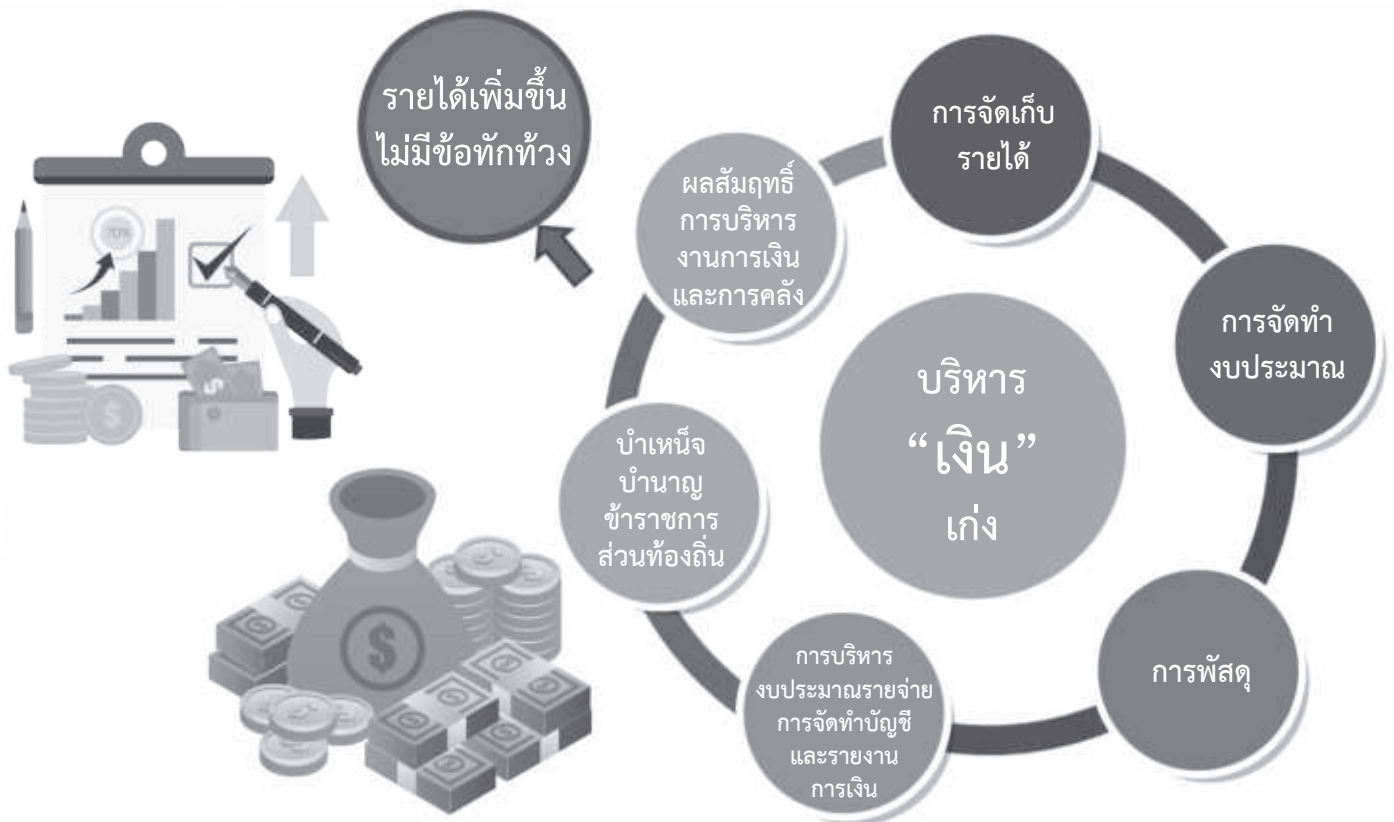 รายได้เพิ่มขึ้น
ไม่มีข้อทักท้วง
การจัดเก็บ
รายได้
การจัดทำ
งบประมาณ
การพัสดุ
การบริหาร
งบประมาณรายจ่าย
การจัดทำบัญชี
และรายงาน
การเงิน
บำเหน็จ
บำนาญ
ข้าราชการ
ส่วนท้องถิ่น
ผลสัมฤทธิ์
การบริหาร
งานการเงิน
และการคลัง
บริหาร
“เงิน”
เก่ง
70%
$
$
$